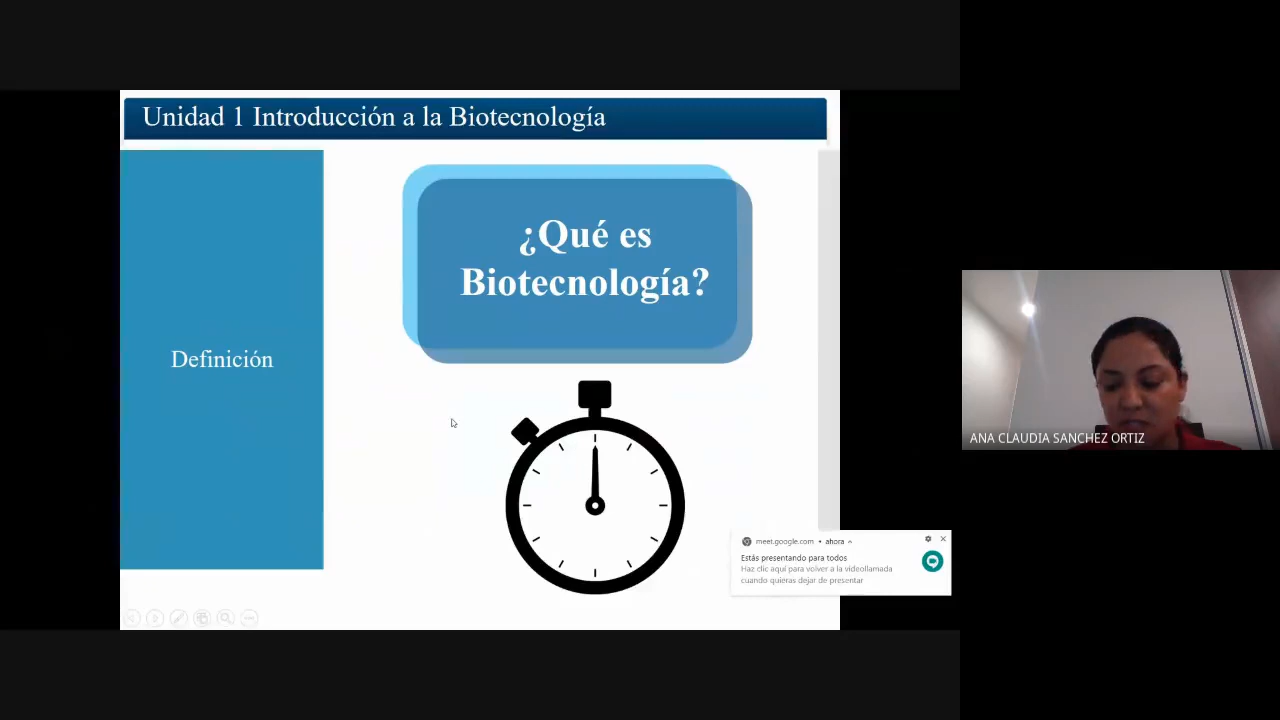 Unidad 1 Introducción a la Biotecnología
¿Qué es
Biotecnología?
Definición
ANA CLAUDIA SANCHEZ ORTIZ
meet.google.com • ahora
Estás presentando para todos
Haz clic aquí para volver a la videollamada
cuando quieras dejar de presentar